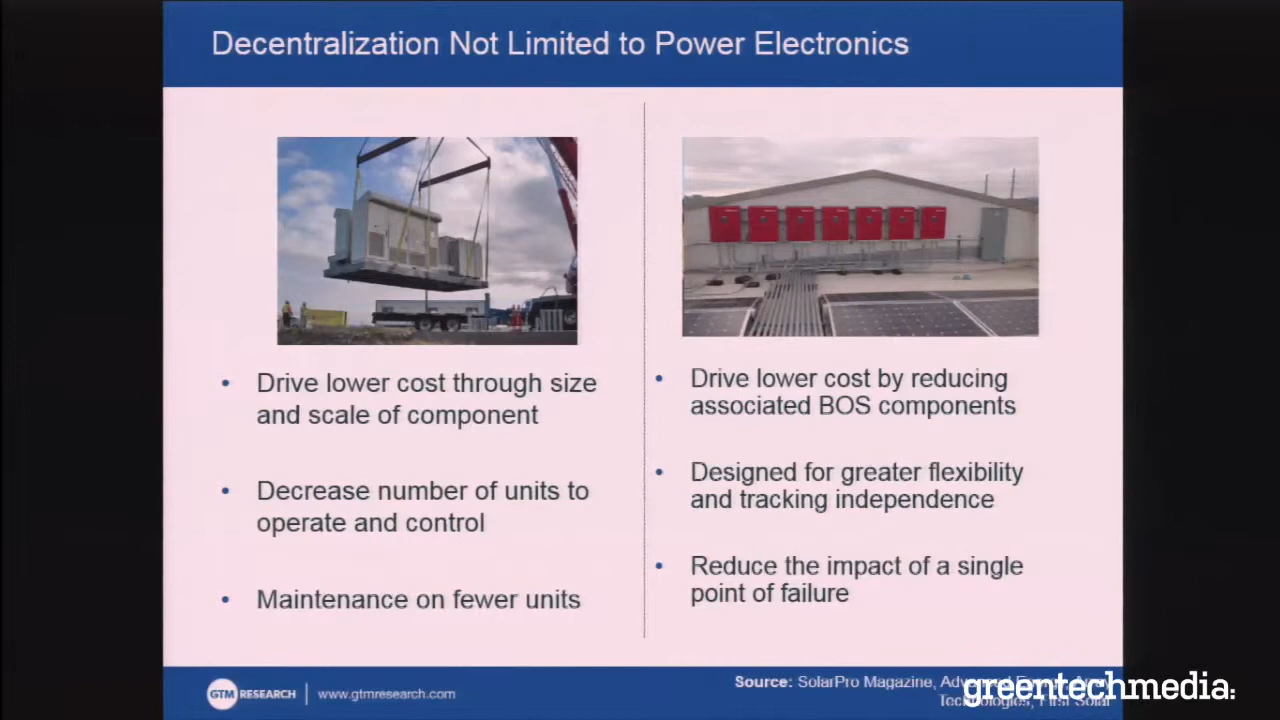 Decentralization Not Limited to Power Electronics
• Drive lower cost through size
and scale of component
• Decrease number of units to
operate and control
• Maintenance on fewer units
• Drive lower cost by reducing
associated BOS components
• Designed for greater flexibility
and tracking independence
• Reduce the impact of a single
point of failure
GTM RESEARCH
www.gtmresearch.com
Source: SolarPro Magazine,
Technologies, First Solar
greentechmedia: